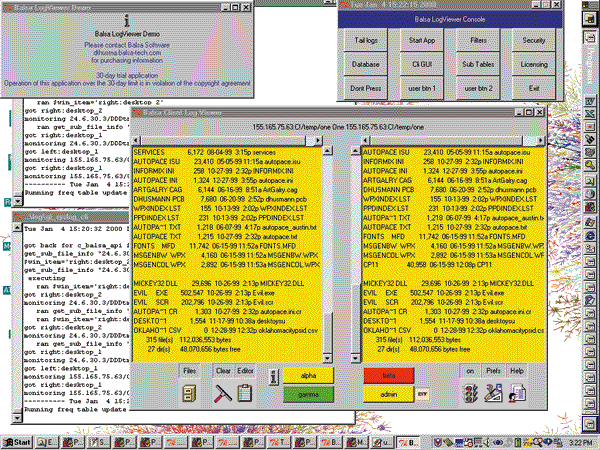 Balsa LogViewer Demo
Balsa LogViewer Demo
Please contact Balsa Software
dthusma.balsa-tech.com
for purchasing information
30-day trial application
Operation of this application over the 30-day limit is in violation of the copyright agreement
Tue Jan 4 15:22:15 2000
Balsa LogViewer Console
Tail logs
Start App
Filters
Security
Database
Cli GUI
Sub Tables
Licensing
Dont Press
user btn 1
user btn 2
Exit
ran fwin_item='right:desktop 2'
got right:desktop_2
monitoring 24.6.30.3/DDDta
ran get_sub_file_info
got right:desktop_2
monitoring 24.6.30.3/DDDta
got left:desktop_1
monitoring 155.165.75.63/
---------- Tue Jan 4 15:
Running freq table update
Tue Jan 4 15:20:32 2000
got back for c_balsa_api
get_sub_file_info "24.6.30
fwin_item='right:desktop_2
executing
ran fwin_item='right:des
got right:desktop_2
monitoring 24.6.30.3/DDDta
ran get_sub_file_info
got right:desktop_2
monitoring 24.6.30.3/DDDta
got left:desktop_1
monitoring 155.165.75.63:
got right:desktop_2
get_sub_file_info "24.6.30
ran fwin_item='right:des
got right:desktop_2
monitoring 24.6.30.3/DDDta
got left:desktop_1
monitoring 155.165.75.63:
---------- Tue Jan 4 15:
Running freq table update
Balsa Client Log Viewer
155.165.75.63:C!/temp/one One 155.165.75.63:C!/temp/one
SERVICES 6,172 08-04-99 3:15p services
AUTOPACE ISU 23,410 05-05-99 11:15a autopace.isu
INFORMIX INI 258 10-27-99 2:32p INFORMIX.INI
AUTOPACE INI 1,324 12-27-99 3:55p autopace.ini
ARTGALRY CAG 6,144 06-16-99 8:51a ArtGalry.cag
DHUSMANN PCB 7,680 06-20-99 2:52p dhusmann.pcb
WPXINDEX LST 155 10-13-99 2:02p WPXINDEX.LST
PPDINDEX LST 231 10-13-99 2:02p PPDINDEX.LST
AUTOPA~1 TXT 1,218 06-07-99 4:17p autopace_austin.txt
AUTOPACE TXT 1,215 10-27-99 2:32p autopace.txt
FONTS MFD 11,742 06-15-99 11:52a FONTS.MFD
MSGENBW WPX 4,160 06-15-99 11:52a MSGENBW.WPX
MSGENCOL WPX 2,892 06-15-99 11:53a MSGENCOL.WPX
MICKEY32 DLL 29,696 10-26-99 2:13p MICKEY32.DLL
EVIL EXE 502,547 10-26-99 2:13p Evil.exe
EVIL SCR 202,796 10-26-99 2:13p Evil.scr
AUTOPA~1 CR 1,303 10-27-99 2:32p autopace.ini.cr
DESKTO~1 1,554 11-17-99 10:38a desktoysu
OKLAHO~1 CSV 0 12-28-99 12:32p oklahomacitypsd.csv
315 file(s) 112,036,553 bytes
27 dir(s) 48,070,656 bytes free
AUTOPACE ISU 23,410 05-05-99 11:15a autopace.isu
INFORMIX INI 258 10-27-99 2:32p INFORMIX.INI
AUTOPACE INI 1,324 12-27-99 3:55p autopace.ini
ARTGALRY CAG 6,144 06-16-99 8:51a ArtGalry.cag
DHUSMANN PCB 7,680 06-20-99 2:52p dhusmann.pcb
WPXINDEX LST 155 10-13-99 2:02p WPXINDEX.LST
PPDINDEX LST 231 10-13-99 2:02p PPDINDEX.LST
AUTOPA~1 TXT 1,218 06-07-99 4:17p autopace_austin.txt
AUTOPACE TXT 1,215 10-27-99 2:32p autopace.txt
FONTS MFD 11,742 06-15-99 11:52a FONTS.MFD
MSGENBW WPX 4,160 06-15-99 11:52a MSGENBW.WPX
MSGENCOL WPX 2,892 06-15-99 11:53a MSGENCOL.WPX
CP11 40,958 06-15-99 12:08p CP11
MICKEY32 DLL 29,696 10-26-99 2:13p MICKEY32.DLL
EVIL EXE 502,547 10-26-99 2:13p Evil.exe
EVIL SCR 202,796 10-26-99 2:13p Evil.scr
AUTOPA~1 CR 1,303 10-27-99 2:32p autopace.ini.cr
DESKTO~1 1,554 11-17-99 10:38a desktoysu
OKLAHO~1 CSV 0 12-28-99 12:32p oklahomacitypsd.csv
315 file(s) 112,036,553 bytes
27 dir(s) 48,070,656 bytes free
Files
Clear
Editor
alpha
gamma
beta
admin
on
Prefs
Help
Start
3:22 PM